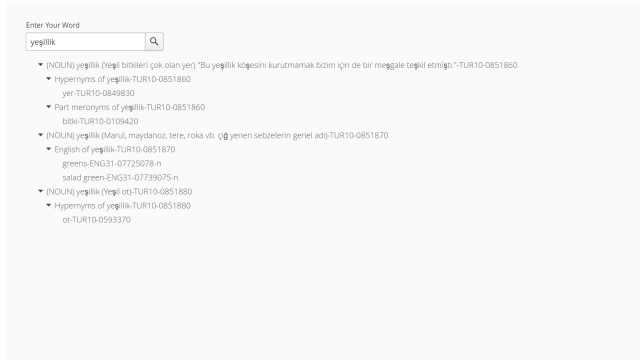 Enter Your Word
yeşillik
(NOUN) yeşillik (Yeşil bitkileri çok olan yer) "Bu yeşillik köşesini kurutmamak bizim için de bir meşgale teşkil etmişti."-TUR10-0851860
Hypernyms of yeşillik-TUR10-0851860
yer-TUR10-0849830
Part meronyms of yeşillik-TUR10-0851860
bitki-TUR10-0109420
(NOUN) yeşillik (Marul, maydanoz, tere, roka vb. çiğ yenen sebzelerin genel adı)-TUR10-0851870
English of yeşillik-TUR10-0851870
greens-ENG31-07725078-n
salad green-ENG31-07739075-n
(NOUN) yeşillik (Yeşil ot)-TUR10-0851880
Hypernyms of yeşillik-TUR10-0851880
ot-TUR10-0593370